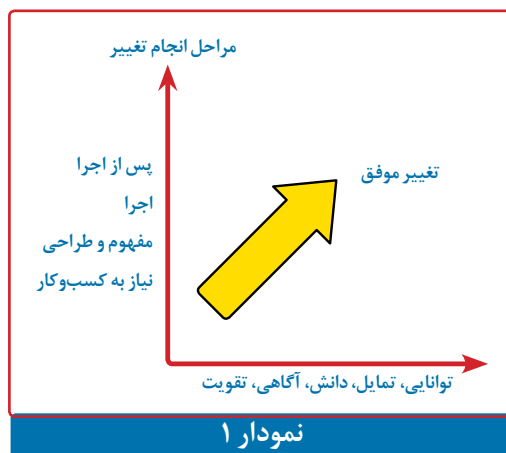 مراحل انجام تغییر
پس از اجرا
اجرا
مفهوم و طراحی
نیاز به کسب‌وکار
تغییر موفق
توانایی، تمایل، دانش، آگاهی، تقویت
نمودار ۱